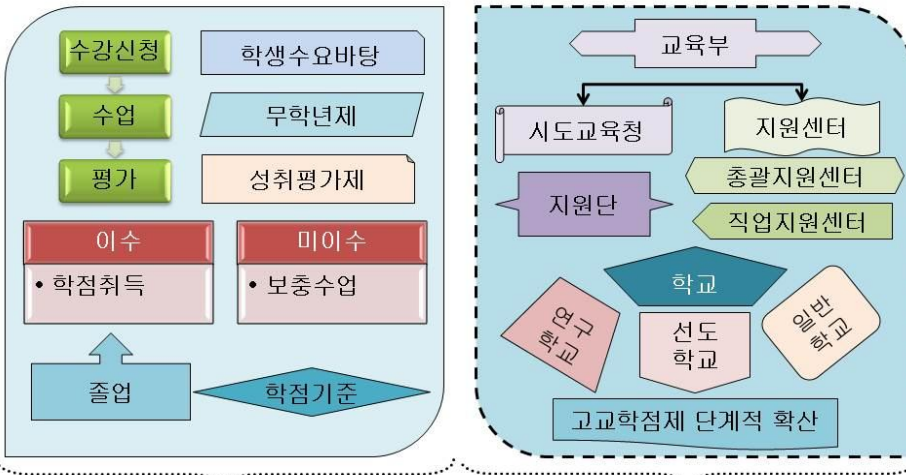 수강신청
학생수요바탕
수업
무학년제
평가
성취평가제
이수
미이수
• 학점취득
• 보충수업
졸업
학점기준
교육부
시도교육청
지원센터
총괄지원센터
지원단
직업지원센터
학교
연구
학교
선도
학교
일반
학교
고교학점제 단계적 확산